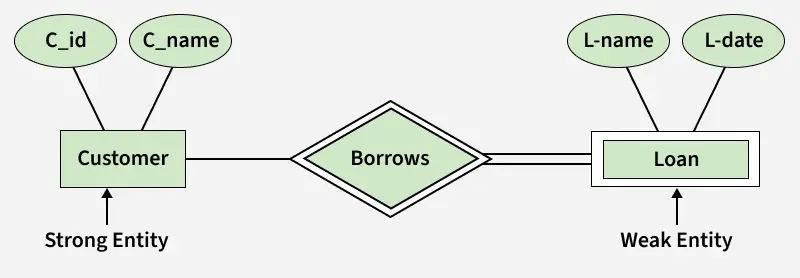 C_id
C_name
L-name
L-date
Customer
Borrows
Loan
Strong Entity
Weak Entity